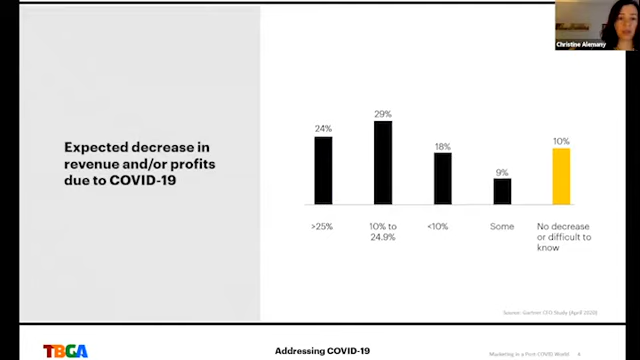 Christine Alemany
Expected decrease in
revenue and/or profits
due to COVID-19
24%
29%
18%
9%
10%
>25%
10% to
24.9%
<10%
Some
No decrease
or difficult to
know
Source: Gartner CEO Study (April 2020)
TBGA
Addressing COVID-19
Marketing in a Post-COVID World 6